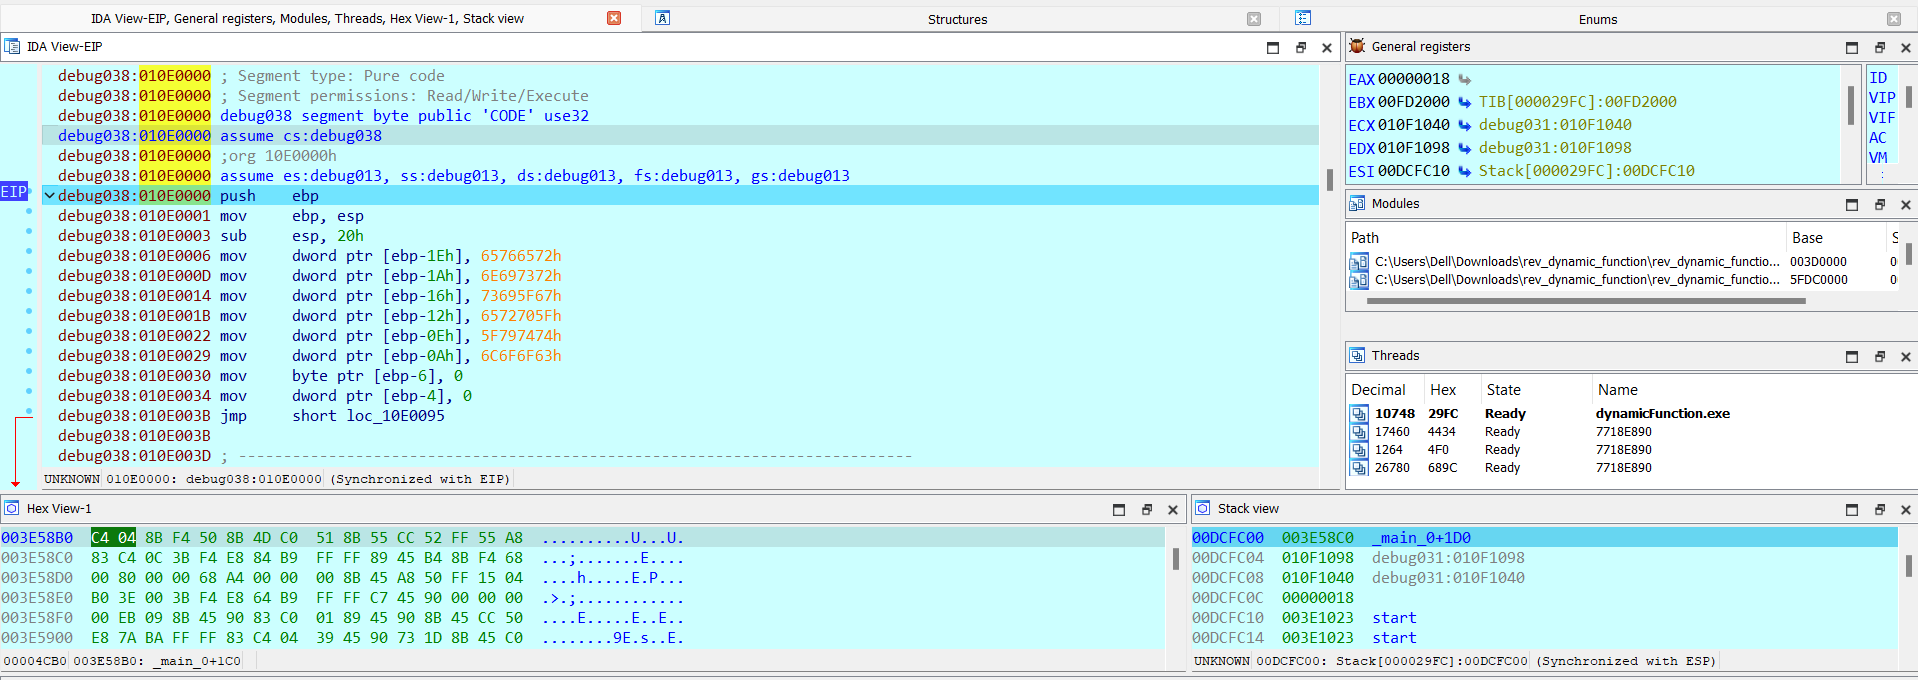 IDA View-EIP, General registers, Modules, Threads, Hex View-1, Stack view
Structures
Enums
IDA View-EIP
debug038:010E0000 ; Segment type: Pure code
debug038:010E0000 ; Segment permissions: Read/Write/Execute
debug038:010E0000 debug038 segment byte public 'CODE' use32
debug038:010E0000 assume cs:debug038
debug038:010E0000 ;org 10E0000h
debug038:010E0000 assume es:debug013, ss:debug013, ds:debug013, fs:debug013, gs:debug013
EIP
debug038:010E0000 push ebp
debug038:010E0001 mov ebp, esp
debug038:010E0003 sub esp, 20h
debug038:010E0006 mov dword ptr [ebp-1Eh], 65766572h
debug038:010E000D mov dword ptr [ebp-1Ah], 6E697372h
debug038:010E0014 mov dword ptr [ebp-16h], 73695F67h
debug038:010E001B mov dword ptr [ebp-12h], 6572705Fh
debug038:010E0022 mov dword ptr [ebp-0Eh], 5F797474h
debug038:010E0029 mov dword ptr [ebp-0Ah], 6C6F6F63h
debug038:010E0030 mov byte ptr [ebp-6], 0
debug038:010E0034 mov dword ptr [ebp-4], 0
debug038:010E003B jmp short loc_10E0095
debug038:010E003B
debug038:010E003D ; ---------------------------------------------------------------------------
UNKNOWN 010E0000: debug038:010E0000 (Synchronized with EIP)
General registers
EAX 00000018
EBX 00FD2000 TIB[000029FC]:00FD2000
ECX 010F1040 debug031:010F1040
EDX 010F1098 debug031:010F1098
ESI 00DCFC10 Stack[000029FC]:00DCFC10
ID
VIP
VIF
AC
VM
Modules
Path Base S
C:\Users\Dell\Downloads\rev_dynamic_function\rev_dynamic_functio... 003D0000 0
C:\Users\Dell\Downloads\rev_dynamic_function\rev_dynamic_functio... 5FDC0000 0
Threads
Decimal Hex State Name
10748 29FC Ready dynamicFunction.exe
17460 4434 Ready 7718E890
1264 4F0 Ready 7718E890
26780 689C Ready 7718E890
Hex View-1
003E58B0 C4 04 8B F4 50 8B 4D C0 51 8B 55 CC 52 FF 55 A8 ..........U...U.
003E58C0 83 C4 0C 3B F4 E8 84 B9 FF FF 89 45 B4 8B F4 68 ...;.......E....
003E58D0 00 80 00 00 68 A4 00 00 00 8B 45 A8 50 FF 15 04 ....h.....E.P...
003E58E0 B0 3E 00 3B F4 E8 64 B9 FF FF C7 45 90 00 00 00 .>.;............
003E58F0 00 EB 09 8B 45 90 83 C0 01 89 45 90 8B 45 CC 50 ....E.....E..E..
003E5900 E8 7A BA FF FF 83 C4 04 39 45 90 73 1D 8B 45 C0 ........9E.s..E.
00004CB0 003E58B0: _main_0+1C0
Stack view
00DCFC00 003E58C0 _main_0+1D0
00DCFC04 010F1098 debug031:010F1098
00DCFC08 010F1040 debug031:010F1040
00DCFC0C 00000018
00DCFC10 003E1023 start
00DCFC14 003E1023 start
UNKNOWN 00DCFC00: Stack[000029FC]:00DCFC00 (Synchronized with ESP)